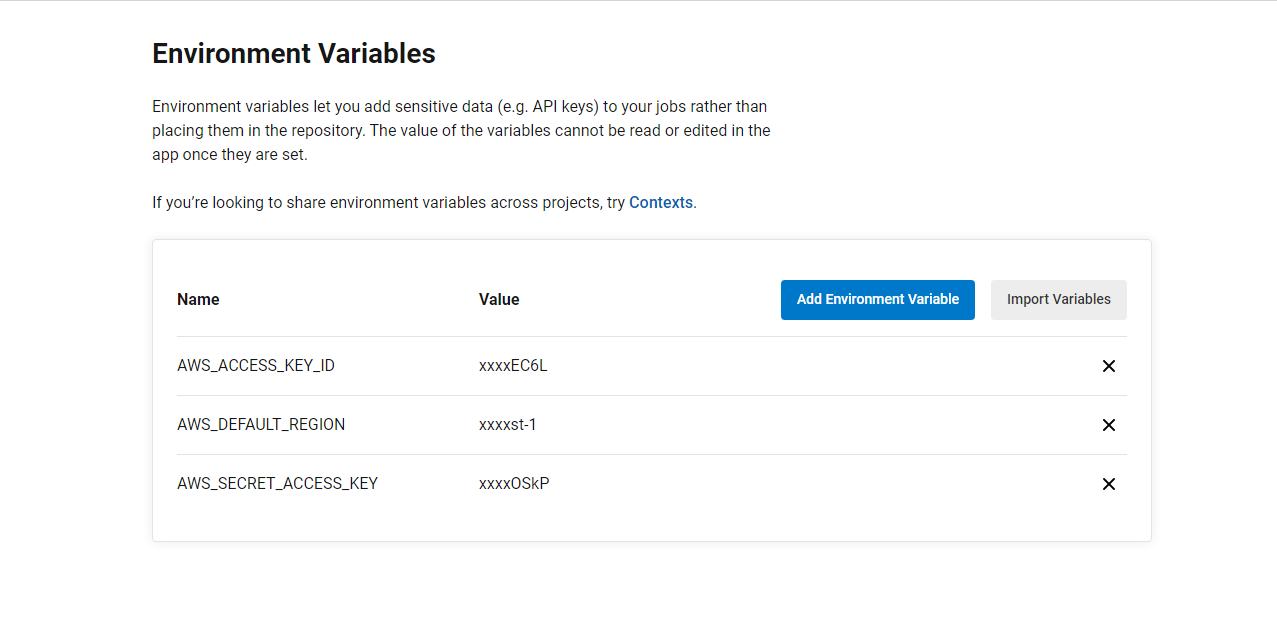 Environment Variables
Environment variables let you add sensitive data (e.g. API keys) to your jobs rather than
placing them in the repository. The value of the variables cannot be read or edited in the
app once they are set.
If you’re looking to share environment variables across projects, try Contexts.
Name Value Add Environment Variable Import Variables
AWS_ACCESS_KEY_ID xxxxEC6L
AWS_DEFAULT_REGION xxxxst-1
AWS_SECRET_ACCESS_KEY xxxxOSkP